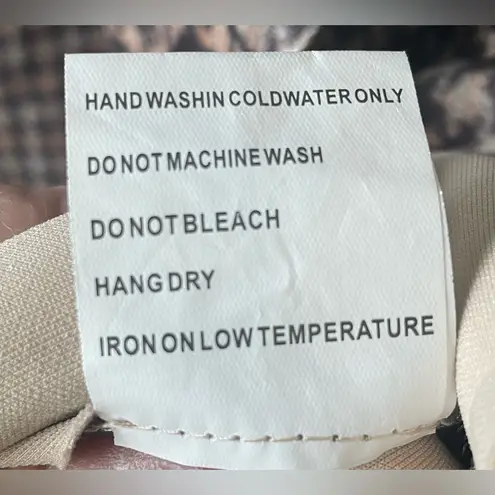 HAND WASH IN COLD WATER ONLY
DO NOT MACHINE WASH
DO NOT BLEACH
HANG DRY
IRON ON LOW TEMPERATURE